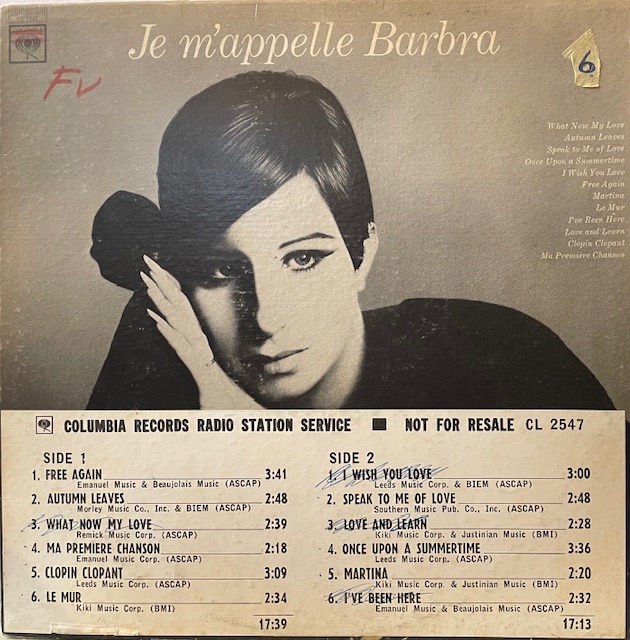 Je m'appelle Barbra
FV
6
What Now My Love
Autumn Leaves
Speak to Me of Love
Once Upon a Summertime
I Wish You Love
Free Again
Martina
Le Mur
I've Been Here
Love and Learn
Clopin Clopant
Ma Première Chanson
COLUMBIA RECORDS RADIO STATION SERVICE ■ NOT FOR RESALE CL 2547
SIDE 1
1. FREE AGAIN 3:41
Emanuel Music & Beaujolais Music (ASCAP)
2. AUTUMN LEAVES 2:48
Morley Music Co., Inc. & BIEM (ASCAP)
3. WHAT NOW MY LOVE 2:39
Remick Music Corp. (ASCAP)
4. MA PREMIERE CHANSON 2:18
Emanuel Music Corp. (ASCAP)
5. CLOPIN CLOPANT 3:09
Leeds Music Corp. (ASCAP)
6. LE MUR 2:34
Kiki Music Corp. (BMI)
17:39
SIDE 2
1. I WISH YOU LOVE 3:00
Leeds Music Corp. & BIEM (ASCAP)
2. SPEAK TO ME OF LOVE 2:48
Southern Music Pub. Co., Inc. (ASCAP)
3. LOVE AND LEARN 2:28
Kiki Music Corp. & Justinian Music (BMI)
4. ONCE UPON A SUMMERTIME 3:36
Leeds Music Corp. (ASCAP)
5. MARTINA 2:20
Kiki Music Corp. & Justinian Music (BMI)
6. I'VE BEEN HERE 2:32
Emanuel Music & Beaujolais Music (ASCAP)
17:13